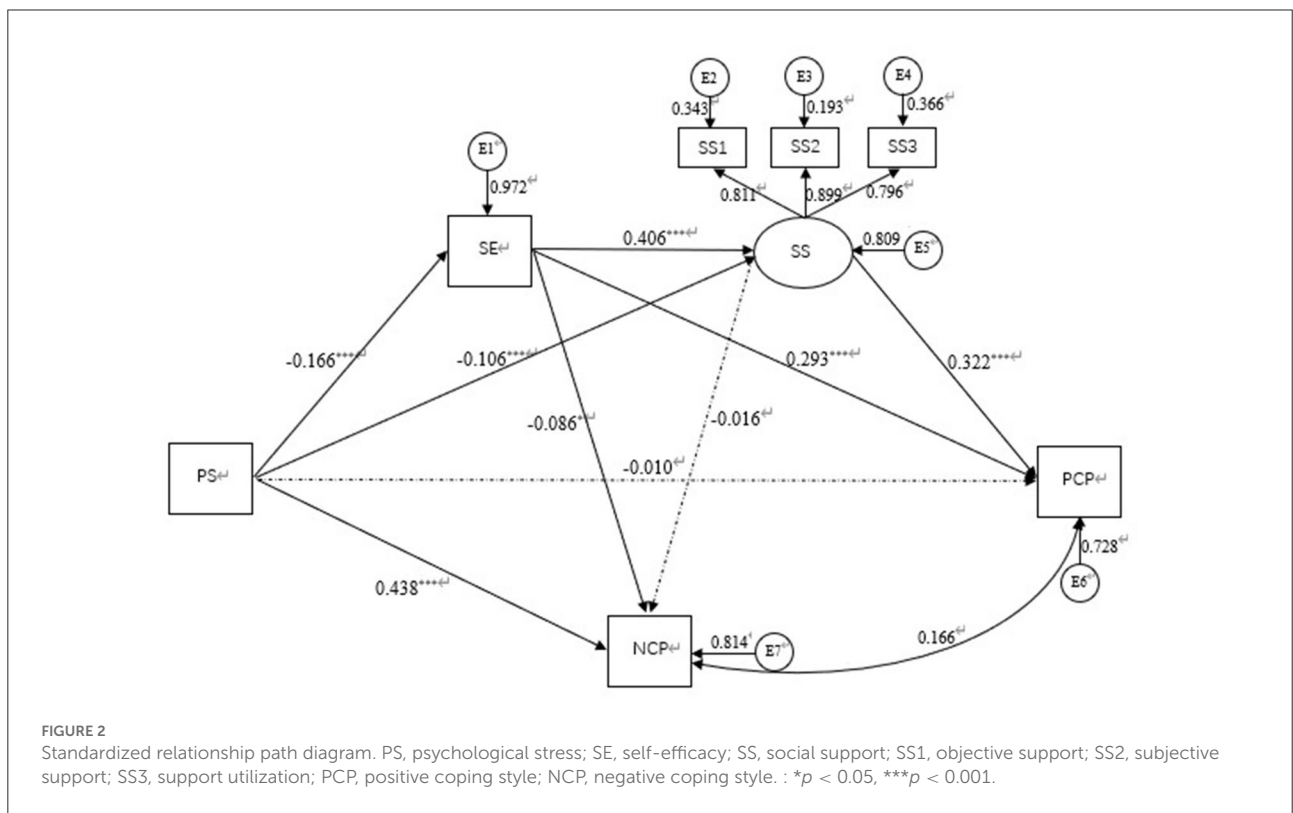 E2
E3
E4
0.343↵
0.193↵
0.366↵
E1↵
SS1
SS2
SS3
0.972↵
0.811↵
0.899↵
0.796↵
SE↵
0.406***↵
SS
0.809
E5↵
-0.166***↵
-0.106***↵
0.293***↵
0.322***↵
-0.086*↵
-0.016↵
PS↵
-0.010↵
PCP↵
0.728↵
0.438***↵
E6↵
NCP↵
0.814↵
E7↵
0.166↵
FIGURE 2
Standardized relationship path diagram. PS, psychological stress; SE, self-efficacy; SS, social support; SS1, objective support; SS2, subjective
support; SS3, support utilization; PCP, positive coping style; NCP, negative coping style. : *p < 0.05, ***p < 0.001.